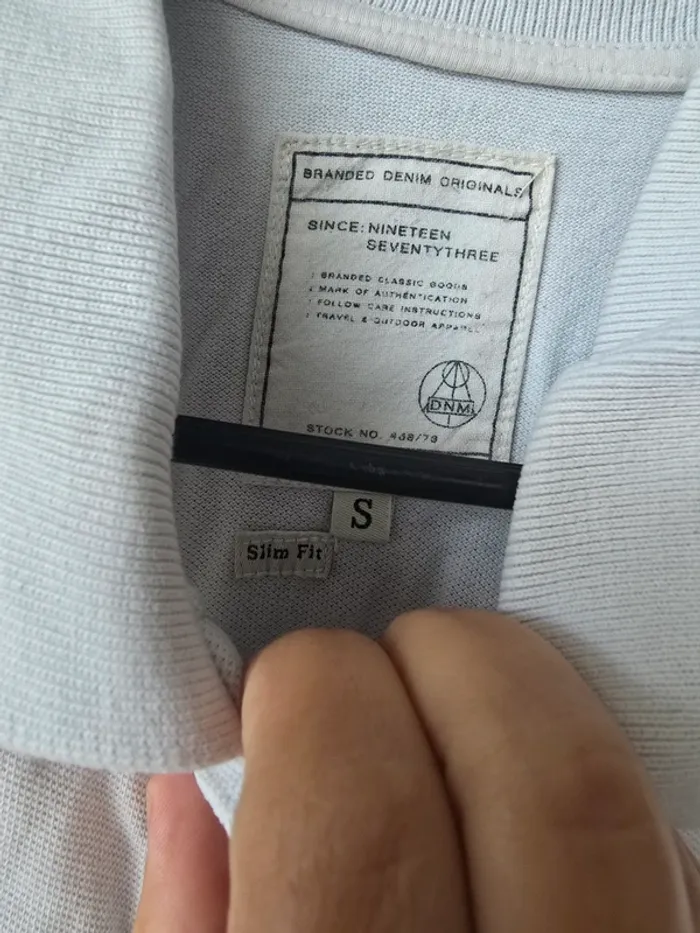 BRANDED DENIM ORIGINALS
SINCE: NINETEEN
SEVENTYTHREE
: BRANDED CLASSIC GOODS
: MARK OF AUTHENTICATION
: FOLLOW CARE INSTRUCTIONS
: TRAVEL & OUTDOOR APPAREL
DNM
STOCK NO. 438/73
S
Slim Fit